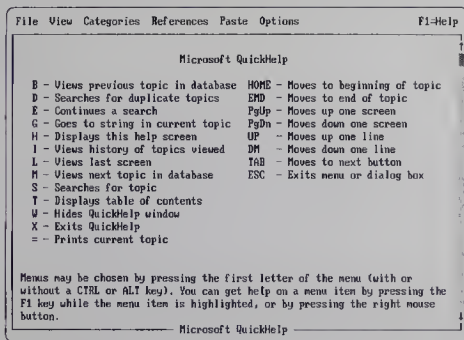 File View Categories References Paste Options F1=Help
Microsoft QuickHelp
B - Views previous topic in database HOME - Moves to beginning of topic
D - Searches for duplicate topics END - Moves to end of topic
E - Continues a search PgUp - Moves up one screen
G - Goes to string in current topic PgDn - Moves down one screen
H - Displays this help screen UP - Moves up one line
I - Views history of topics viewed DM - Moves down one line
L - Views last screen TAB - Moves to next button
M - Views next topic in database ESC - Exits menu or dialog box
S - Searches for topic
T - Displays table of contents
W - Hides QuickHelp window
X - Exits QuickHelp
= - Prints current topic
Menus may be chosen by pressing the first letter of the menu (with or
without a CTRL or ALT key). You can get help on a menu item by pressing the
F1 key while the menu item is highlighted, or by pressing the right mouse
button.
Microsoft QuickHelp